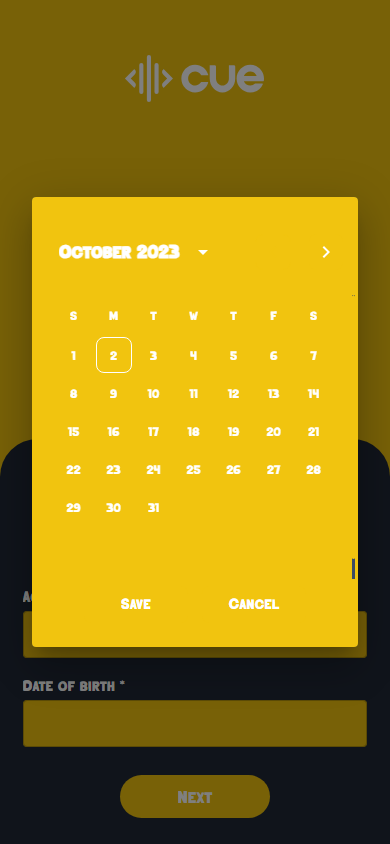 cue
October 2023
S M T W T F S
1 2 3 4 5 6 7
8 9 10 11 12 13 14
15 16 17 18 19 20 21
22 23 24 25 26 27 28
29 30 31
Save Cancel
Date of birth *
Next